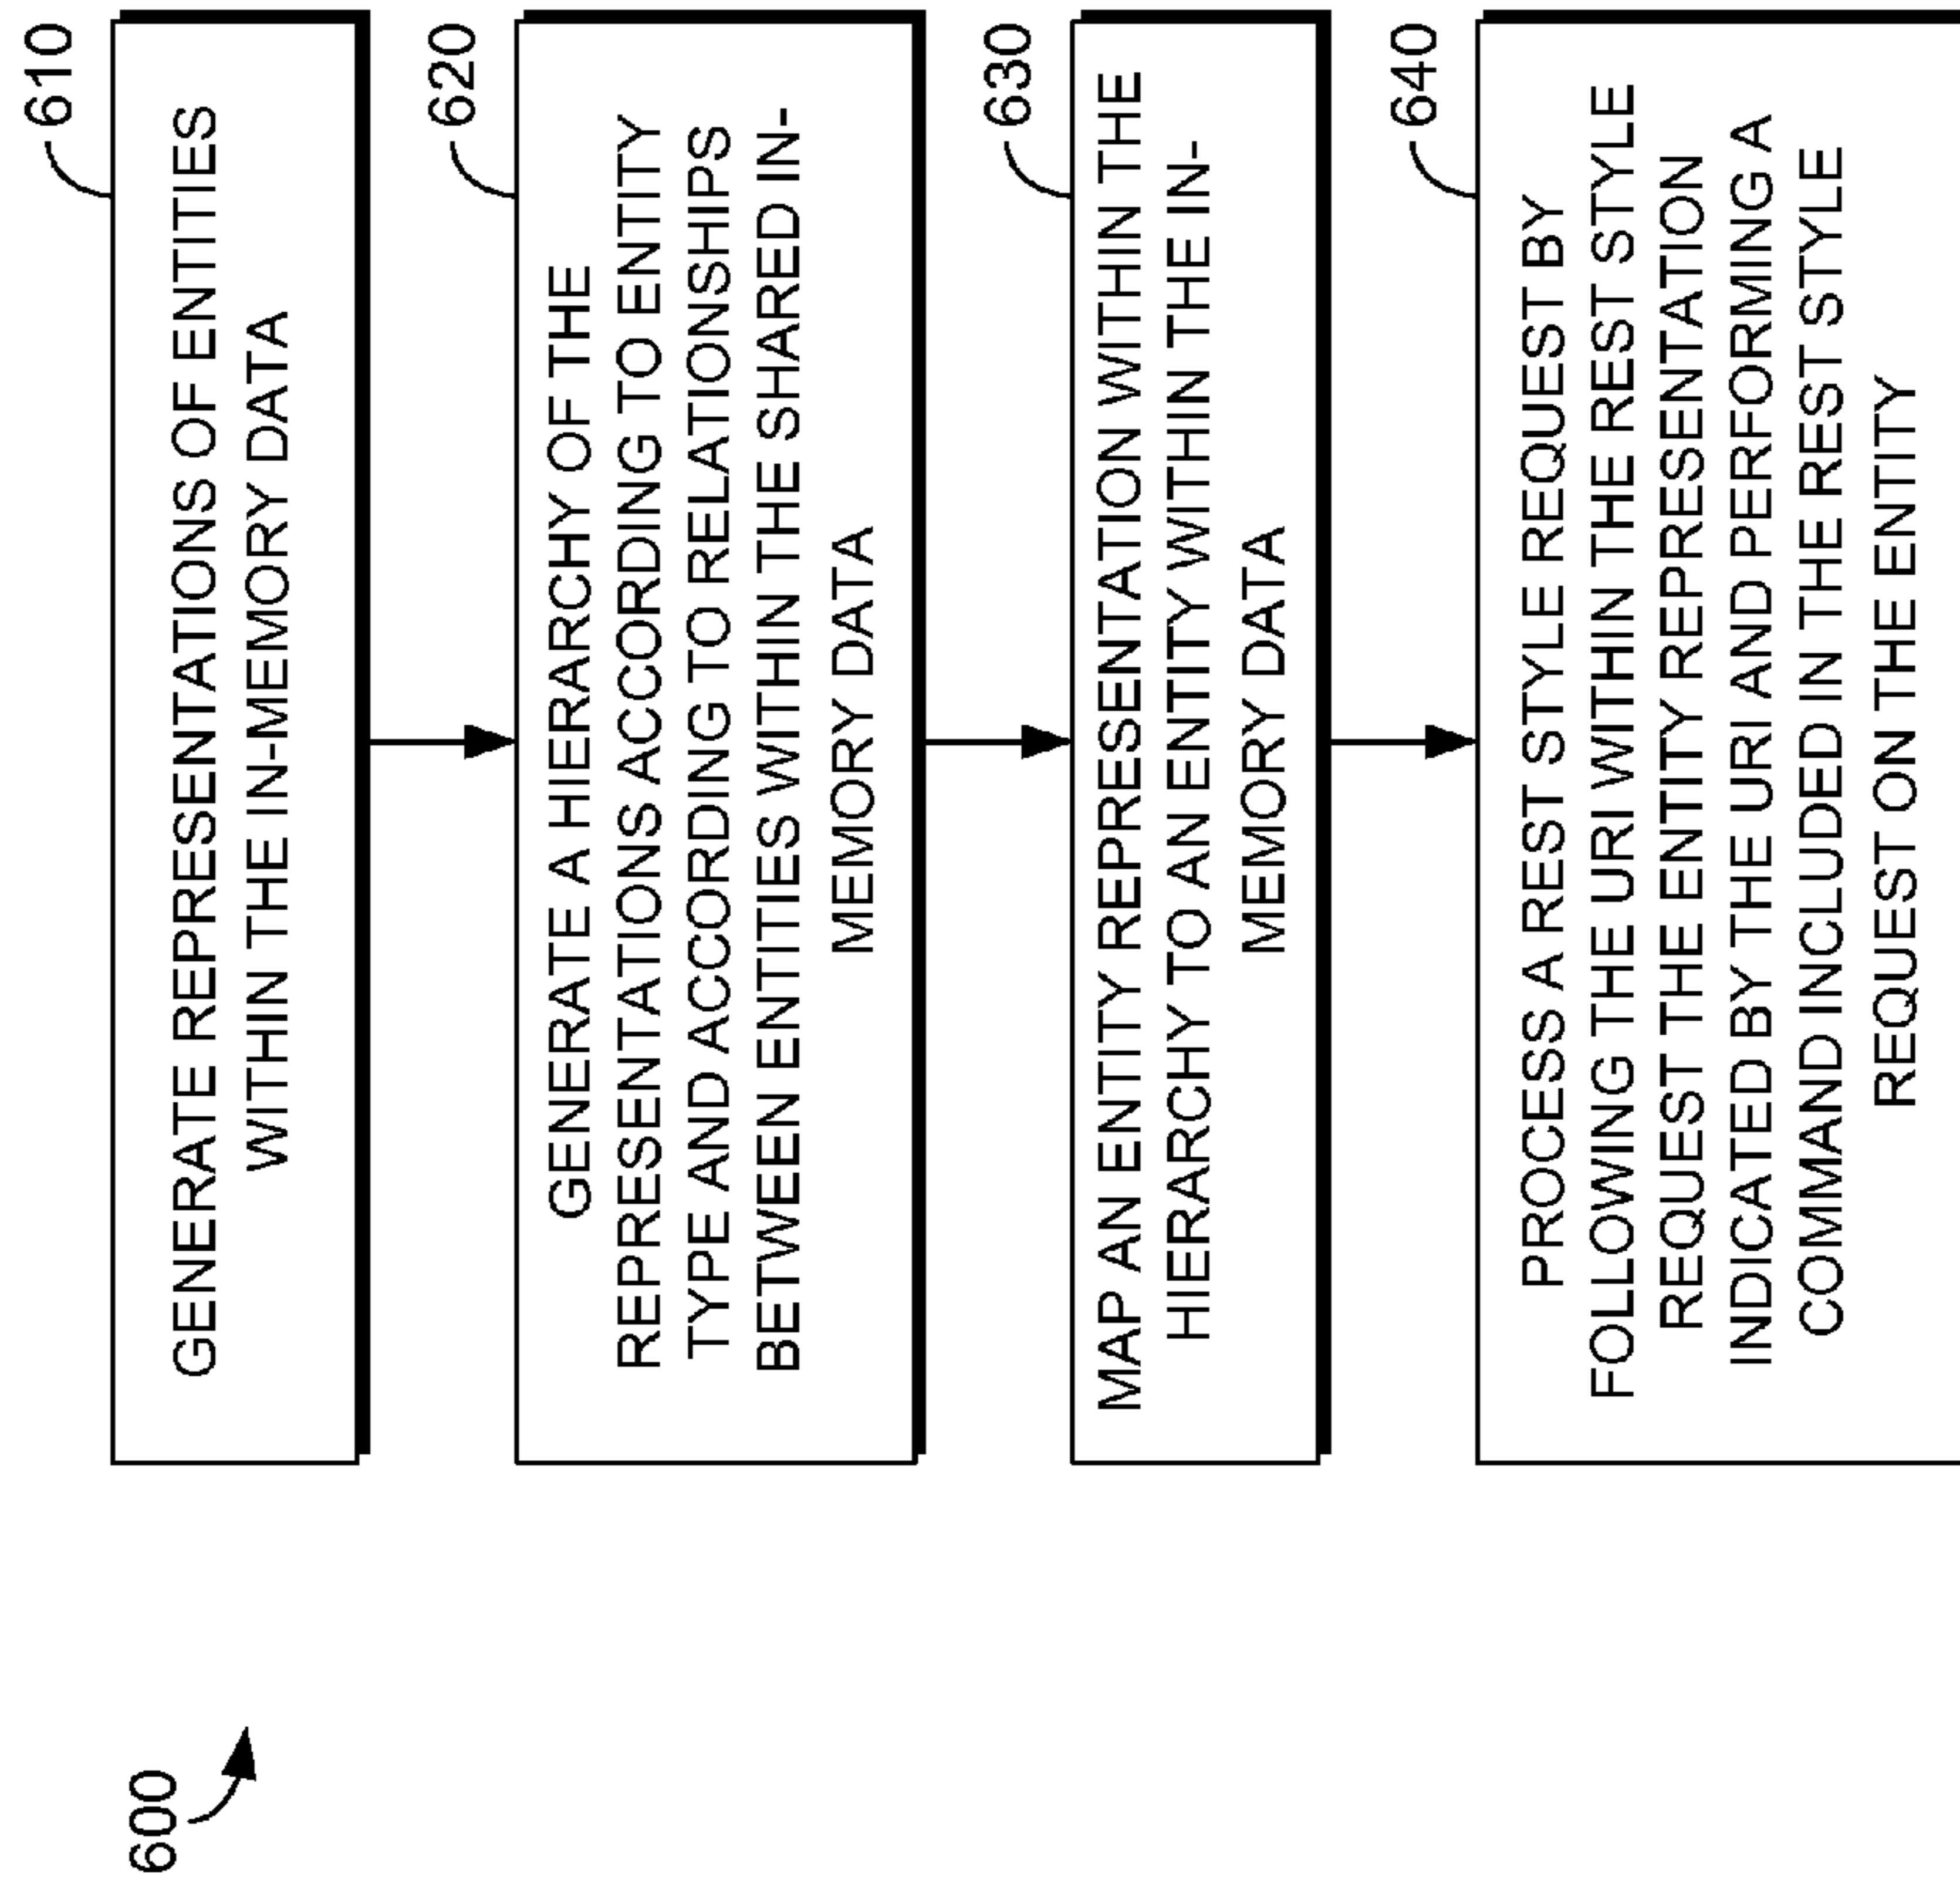 600
610
GENERATE REPRESENTATIONS OF ENTITIES
WITHIN THE IN-MEMORY DATA
620
GENERATE A HIERARCHY OF THE
REPRESENTATIONS ACCORDING TO ENTITY
TYPE AND ACCORDING TO RELATIONSHIPS
BETWEEN ENTITIES WITHIN THE SHARED IN-
MEMORY DATA
630
MAP AN ENTITY REPRESENTATION WITHIN THE
HIERARCHY TO AN ENTITY WITHIN THE IN-
MEMORY DATA
640
PROCESS A REST STYLE REQUEST BY
FOLLOWING THE URI WITHIN THE REST STYLE
REQUEST THE ENTITY REPRESENTATION
INDICATED BY THE URI AND PERFORMING A
COMMAND INCLUDED IN THE REST STYLE
REQUEST ON THE ENTITY